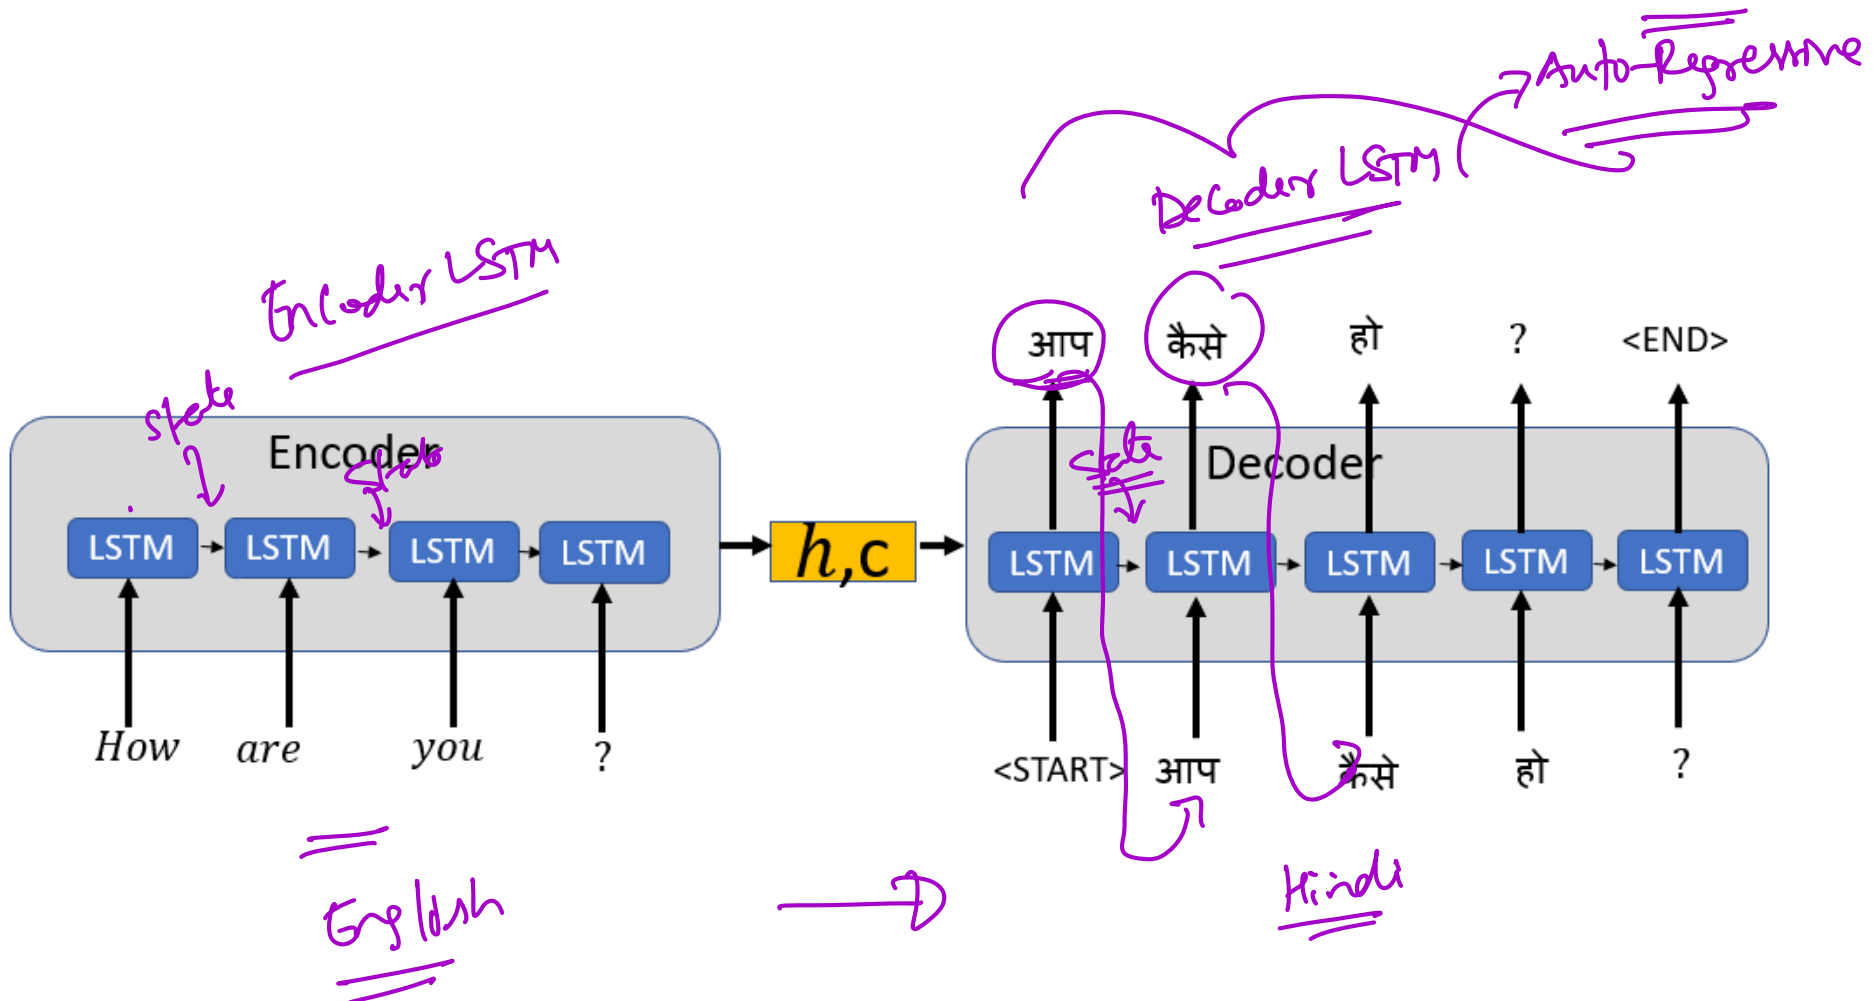 Auto-Regressive
Decoder LSTM
Encoder LSTM
आप कैसे हो ? <END>
state
state
state
Encoder
Decoder
LSTM LSTM LSTM LSTM
h,c
LSTM LSTM LSTM LSTM LSTM
How are you ?
<START> आप कैसे हो ?
English
Hindi